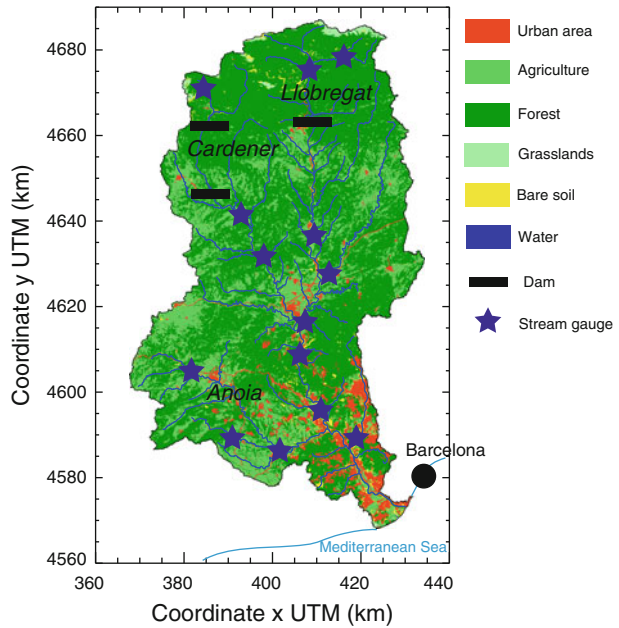 4680
4660
4640
4620
4600
4580
4560
360
380
400
420
440
Coordinate y UTM (km)
Coordinate x UTM (km)
Llobregat
Cardener
Anoia
Barcelona
Mediterranean Sea
Urban area
Agriculture
Forest
Grasslands
Bare soil
Water
Dam
Stream gauge